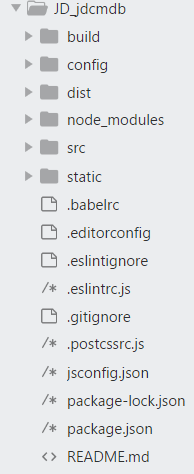 JD_jdcmdb
build
config
dist
node_modules
src
static
.babelrc
.editorconfig
.eslintignore
/* .eslintrc.js
.gitignore
/* .postcssrc.js
/* jsconfig.json
/* package-lock.json
/* package.json
<> README.md